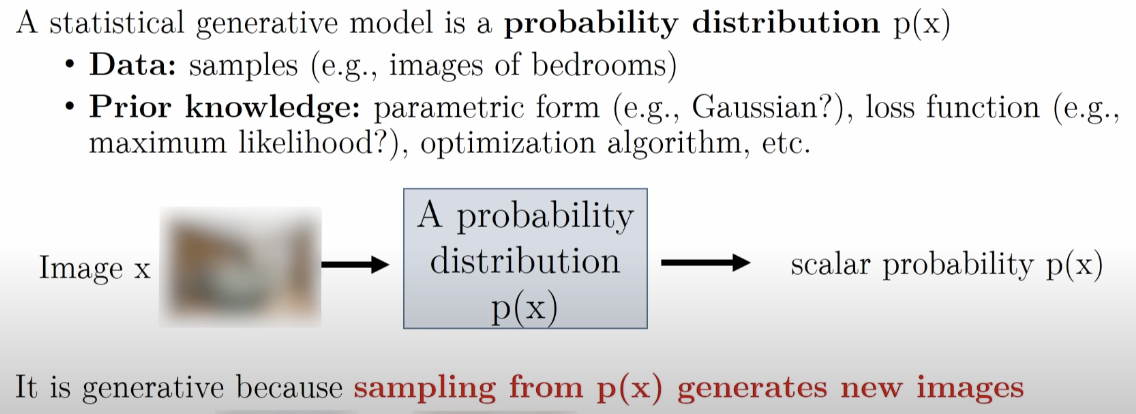 A statistical generative model is a probability distribution p(x)
• Data: samples (e.g., images of bedrooms)
• Prior knowledge: parametric form (e.g., Gaussian?), loss function (e.g.,
maximum likelihood?), optimization algorithm, etc.
Image x
A probability
distribution
p(x)
scalar probability p(x)
It is generative because sampling from p(x) generates new images